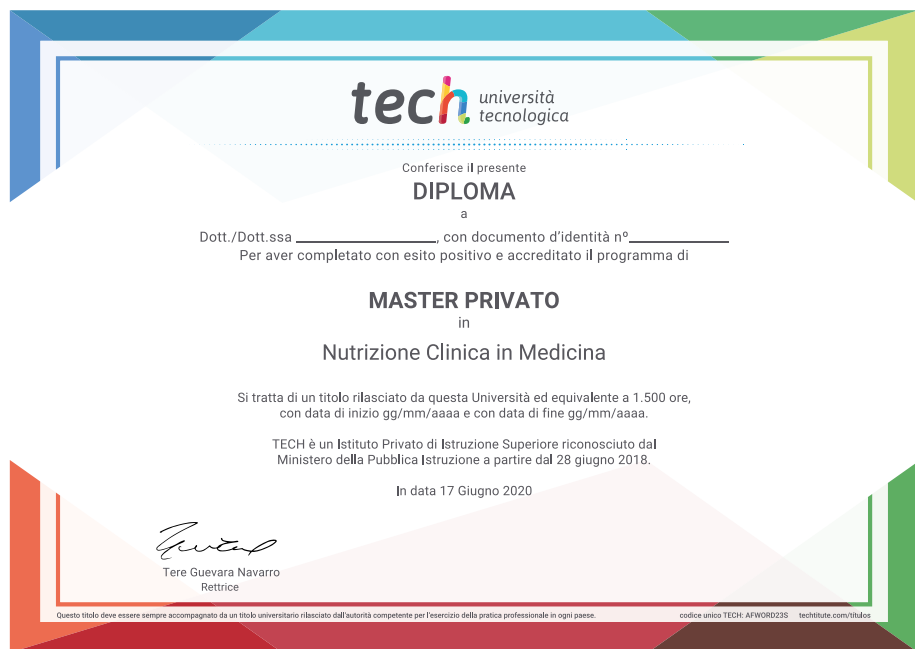 tech università
tecnologica
Conferisce il presente
DIPLOMA
a
Dott./Dott.ssa ________________, con documento d'identità nº____________
Per aver completato con esito positivo e accreditato il programma di
MASTER PRIVATO
in
Nutrizione Clinica in Medicina
Si tratta di un titolo rilasciato da questa Università ed equivalente a 1.500 ore,
con data di inizio gg/mm/aaaa e con data di fine gg/mm/aaaa.
TECH è un Istituto Privato di Istruzione Superiore riconosciuto dal
Ministero della Pubblica Istruzione a partire dal 28 giugno 2018.
In data 17 Giugno 2020
Tere Guevara Navarro
Rettrice
Questo titolo deve essere sempre accompagnato da un titolo universitario rilasciato dall'autorità competente per l'esercizio della pratica professionale in ogni paese. codice unico TECH: AFWORD23S techtitute.com/titulos